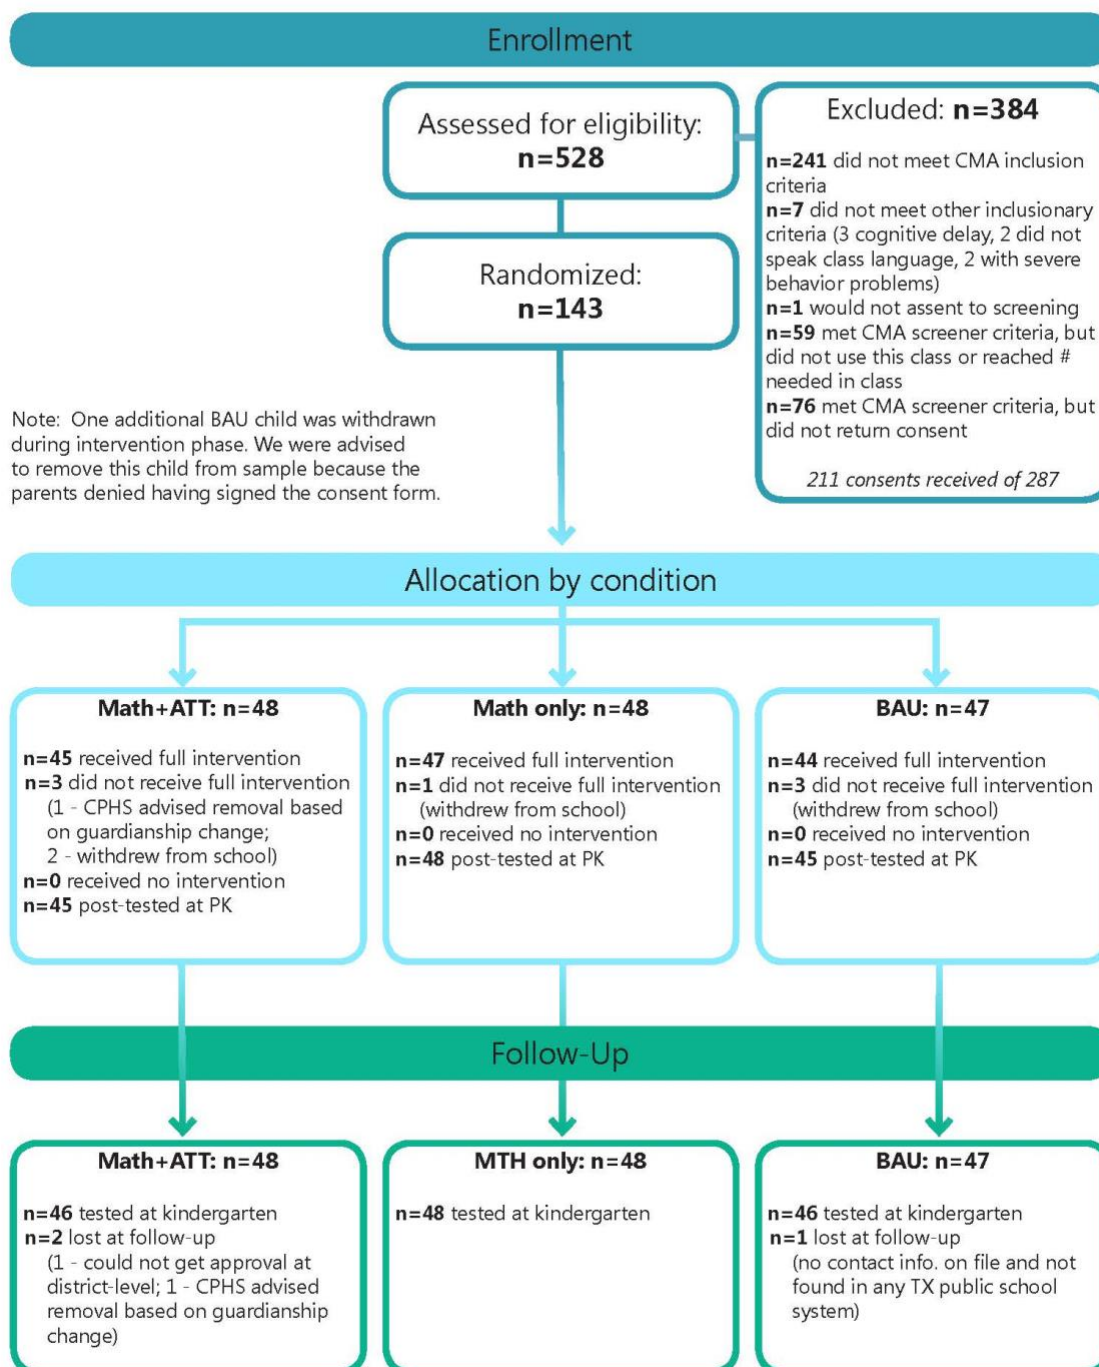 Enrollment
Assessed for eligibility:
n=528
Excluded: n=384
n=241 did not meet CMA inclusion
criteria
n=7 did not meet other inclusionary
criteria (3 cognitive delay, 2 did not
speak class language, 2 with severe
behavior problems)
n=1 would not assent to screening
n=59 met CMA screener criteria, but
did not use this class or reached #
needed in class
n=76 met CMA screener criteria, but
did not return consent
211 consents received of 287
Randomized:
n=143
Note: One additional BAU child was withdrawn
during intervention phase. We were advised
to remove this child from sample because the
parents denied having signed the consent form.
Allocation by condition
Math+ATT: n=48
n=45 received full intervention
n=3 did not receive full intervention
(1 - CPHS advised removal based
on guardianship change;
2 - withdrew from school)
n=0 received no intervention
n=45 post-tested at PK
Math only: n=48
n=47 received full intervention
n=1 did not receive full intervention
(withdrew from school)
n=0 received no intervention
n=48 post-tested at PK
BAU: n=47
n=44 received full intervention
n=3 did not receive full intervention
(withdrew from school)
n=0 received no intervention
n=45 post-tested at PK
Follow-Up
Math+ATT: n=48
n=46 tested at kindergarten
n=2 lost at follow-up
(1 - could not get approval at
district-level; 1 - CPHS advised
removal based on guardianship
change)
MTH only: n=48
n=48 tested at kindergarten
BAU: n=47
n=46 tested at kindergarten
n=1 lost at follow-up
(no contact info. on file and not
found in any TX public school
system)